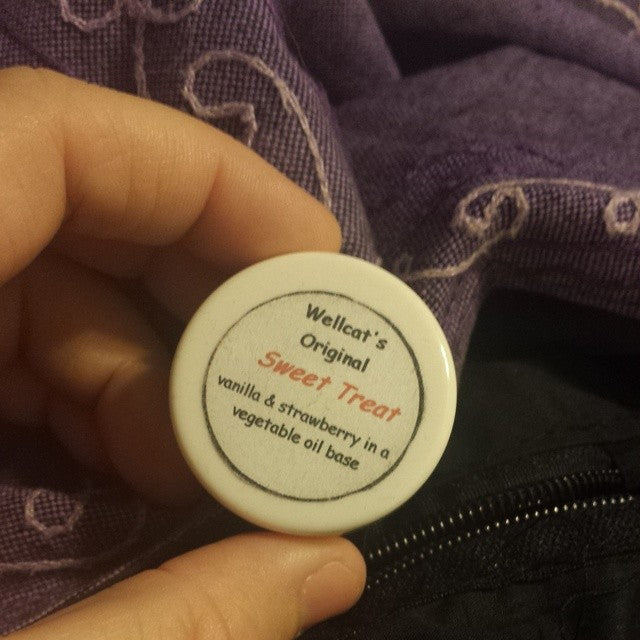 Wellcat's
Original
Sweet Treat
vanilla & strawberry in a
vegetable oil base